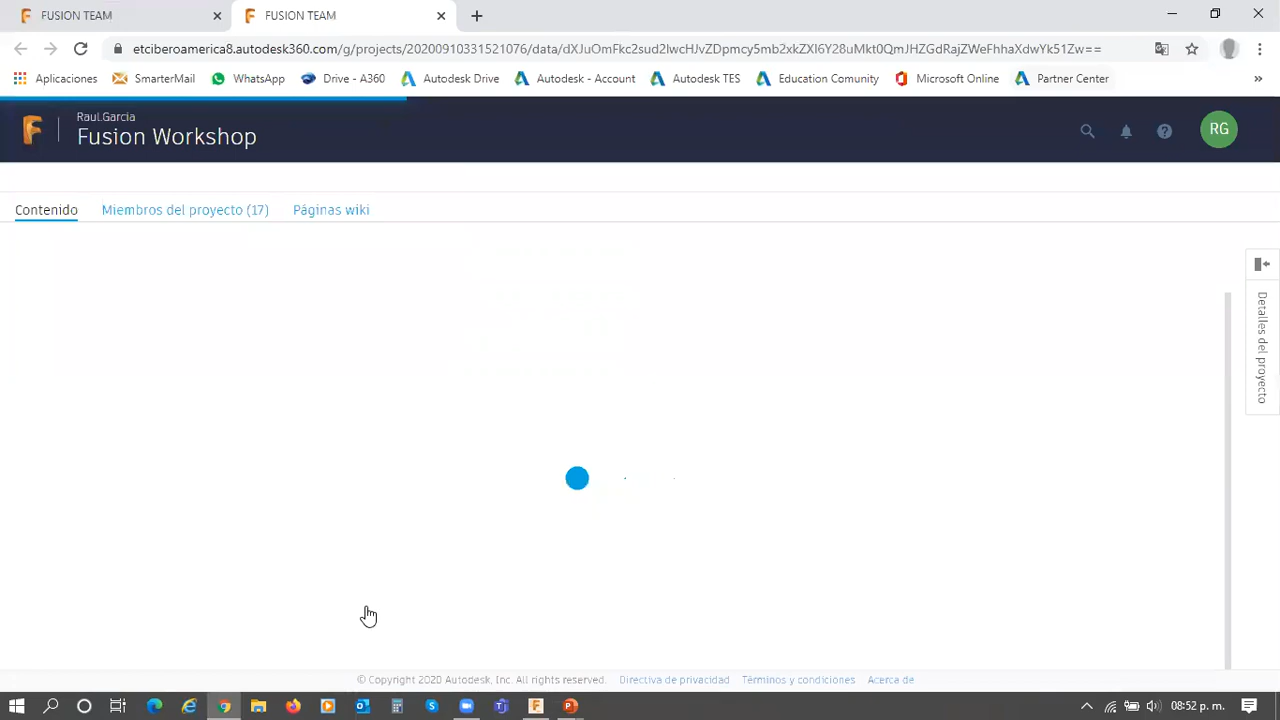 FUSION TEAM
FUSION TEAM
etciberoamerica8.autodesk360.com/g/projects/20200910331521076/data/dXJuOmFkc2sud2lwcHJvZDpmcy5mb2xkZXI6Y28uMkt0QmJHZGdRajZWeFhhaXdwYk51Zw==
Aplicaciones SmarterMail WhatsApp Drive - A360 Autodesk Drive Autodesk - Account Autodesk TES Education Comunity Microsoft Online Partner Center »
Raul.Garcia
Fusion Workshop
RG
Contenido Miembros del proyecto (17) Páginas wiki
Detalles del proyecto
© Copyright 2020 Autodesk, Inc. All rights reserved. Directiva de privacidad Términos y condiciones Acerca de
08:52 p. m.